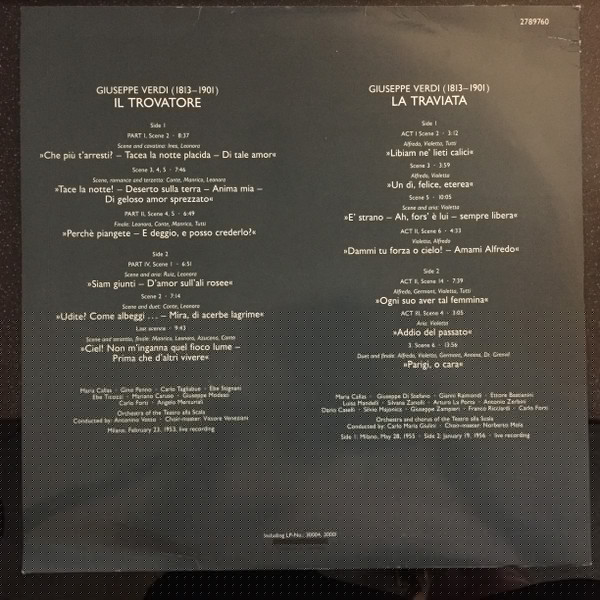 2789760
GIUSEPPE VERDI (1813–1901)
IL TROVATORE
Side 1
PART I, Scene 2 · 8:37
Scene and cavatina: Ines, Leonora
»Che più t'arresti? – Tacea la notte placida – Di tale amor«
Scene 3, 4, 5 · 7:46
Scene, romance and terzetto: Conte, Manrico, Leonora
»Tace la notte! – Deserto sulla terra – Anima mia –
Di geloso amor sprezzato«
PART II, Scene 4, 5 · 6:49
Finale: Leonora, Conte, Manrico, Tutti
»Perchè piangete – E deggio, e posso crederlo?«
Side 2
PART IV, Scene 1 · 6:51
Scene and aria: Ruiz, Leonora
»Siam giunti – D'amor sull'ali rosee«
Scene 2 · 7:14
Scene and duet: Conte, Leonora
»Udite? Come albeggi ... – Mira, di acerbe lagrime«
Last scence · 9:43
Scene and terzetto, finale: Manrico, Leonora, Azucena, Conte
»Ciel! Non m'inganna quel fioco lume –
Prima che d'altri vivere«
Maria Callas · Gino Penno · Carlo Tagliabue · Ebe Stignani
Ebe Ticozzi · Mariano Caruso · Giuseppe Modesti
Carlo Forti · Angelo Mercuriali
Orchestra of the Teatro alla Scala
Conducted by: Antonino Votto · Choir-master: Vittore Veneziani
Milano, February 23, 1953, live recording
GIUSEPPE VERDI (1813–1901)
LA TRAVIATA
Side 1
ACT I Scene 2 · 3:12
Alfredo, Violetta, Tutti
»Libiam ne' lieti calici«
Scene 3 · 3:59
Alfredo, Violetta
»Un dì, felice, eterea«
Scene 5 · 10:05
Scene and aria: Violetta
»E' strano – Ah, fors' è lui – sempre libera«
ACT II, Scene 6 · 4:33
Violetta, Alfredo
»Dammi tu forza o cielo! – Amami Alfredo«
Side 2
ACT II, Scene 14 · 7:39
Alfredo, Germont, Violetta, Tutti
»Ogni suo aver tal femmina«
ACT III, Scene 4 · 3:05
Aria: Violetta
»Addio del passato«
3. Scene 6 · 13:56
Duet and finale: Alfredo, Violetta, Germont, Annina, Dr. Grenvil
»Parigi, o cara«
Maria Callas · Giuseppe Di Stefano · Gianni Raimondi · Ettore Bastianini
Luisa Mandelli · Silvana Zanolli · Arturo La Porta · Antonio Zerbini
Dario Caselli · Silvio Majonica · Giuseppe Zampieri · Franco Ricciardi · Carlo Forti
Orchestra and chorus of the Teatro alla Scala
Conducted by: Carlo Maria Giulini · Choir-master: Norberto Mola
Side 1: Milano, May 28, 1955 · Side 2: January 19, 1956 · live recording
Including LP-No.: 30004, 30001